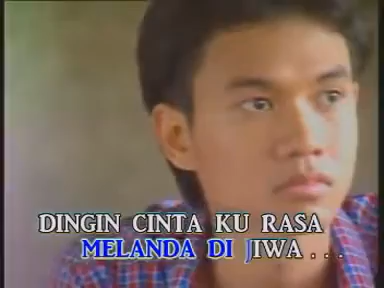 DINGIN CINTA KU RASA
MELANDA DI JIWA . . .